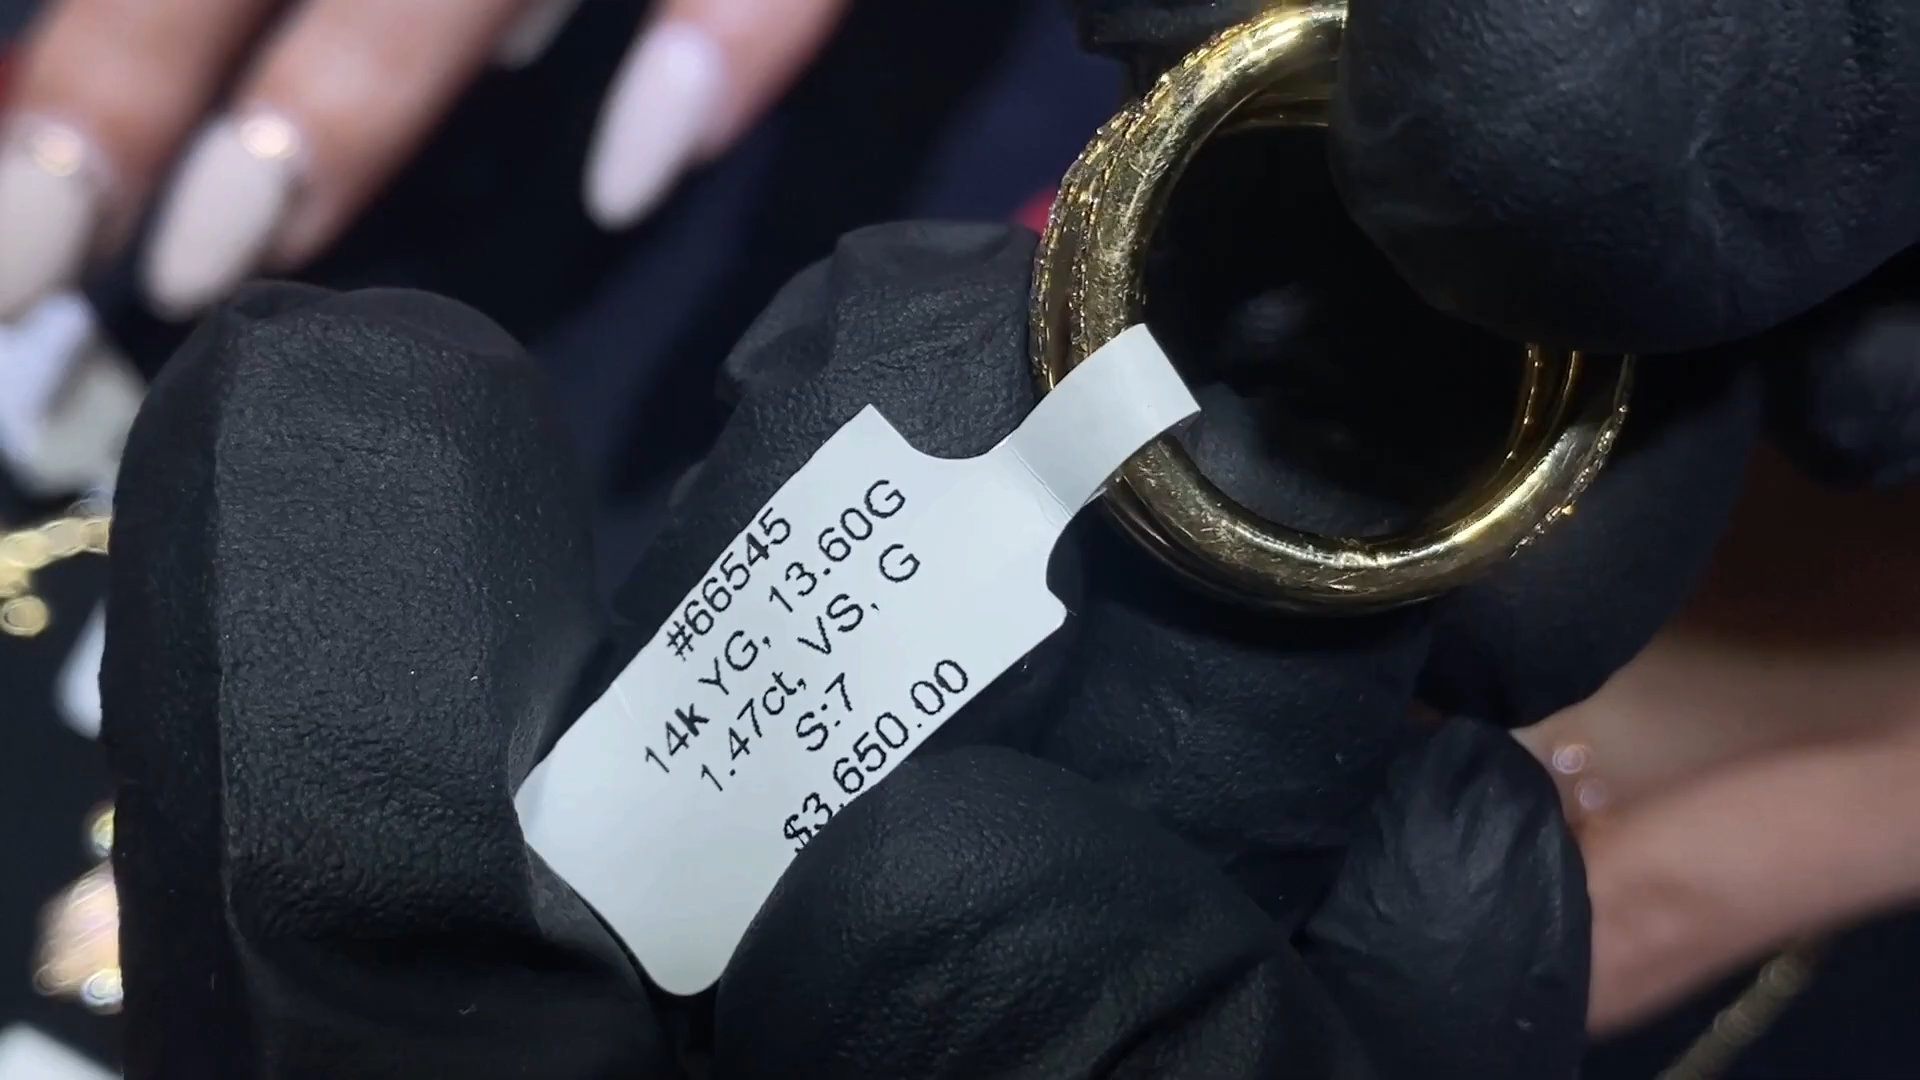 #66545
14k YG, 13.60G
1.47ct, VS, G
S:7
$3,650.00